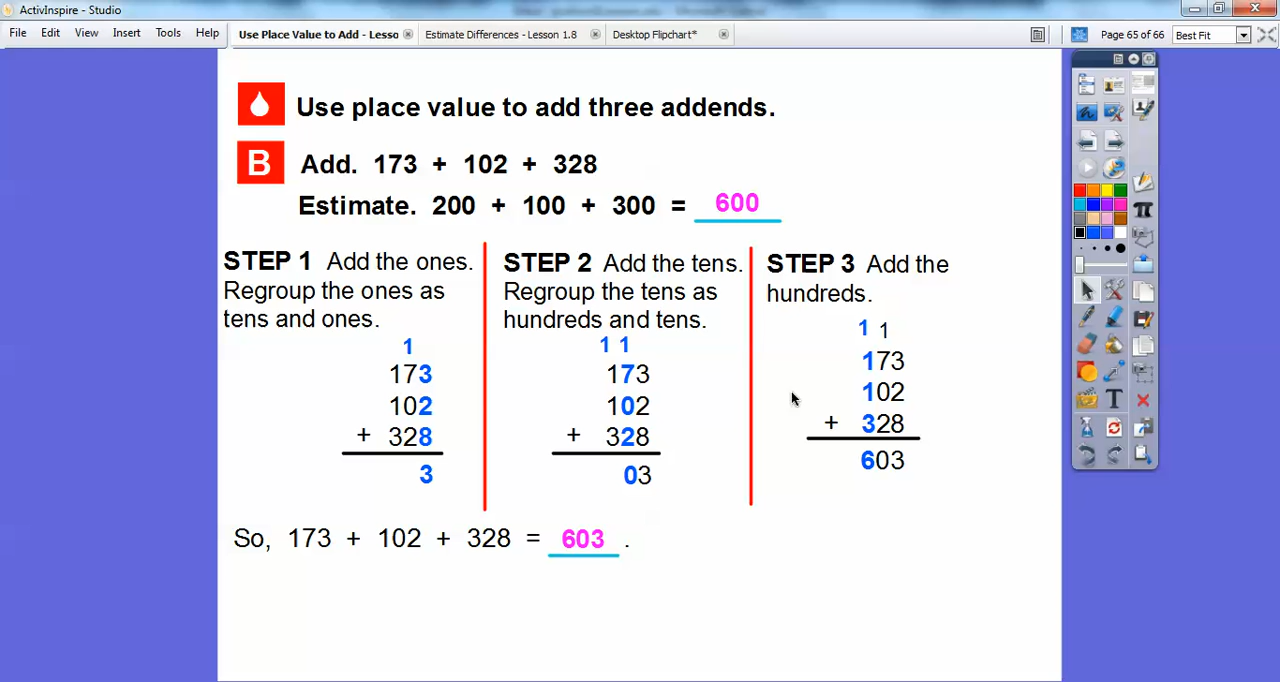 ActivInspire - Studio
File Edit View Insert Tools Help
Use Place Value to Add - Lesso
Estimate Differences - Lesson 1.8
Desktop Flipchart*
Page 65 of 66
Best Fit
Use place value to add three addends.
B Add. 173 + 102 + 328
Estimate. 200 + 100 + 300 = 600
STEP 1 Add the ones.
Regroup the ones as
tens and ones.
1
173
102
+ 328
3
STEP 2 Add the tens.
Regroup the tens as
hundreds and tens.
1 1
173
102
+ 328
03
STEP 3 Add the
hundreds.
1 1
173
102
+ 328
603
So, 173 + 102 + 328 = 603 .